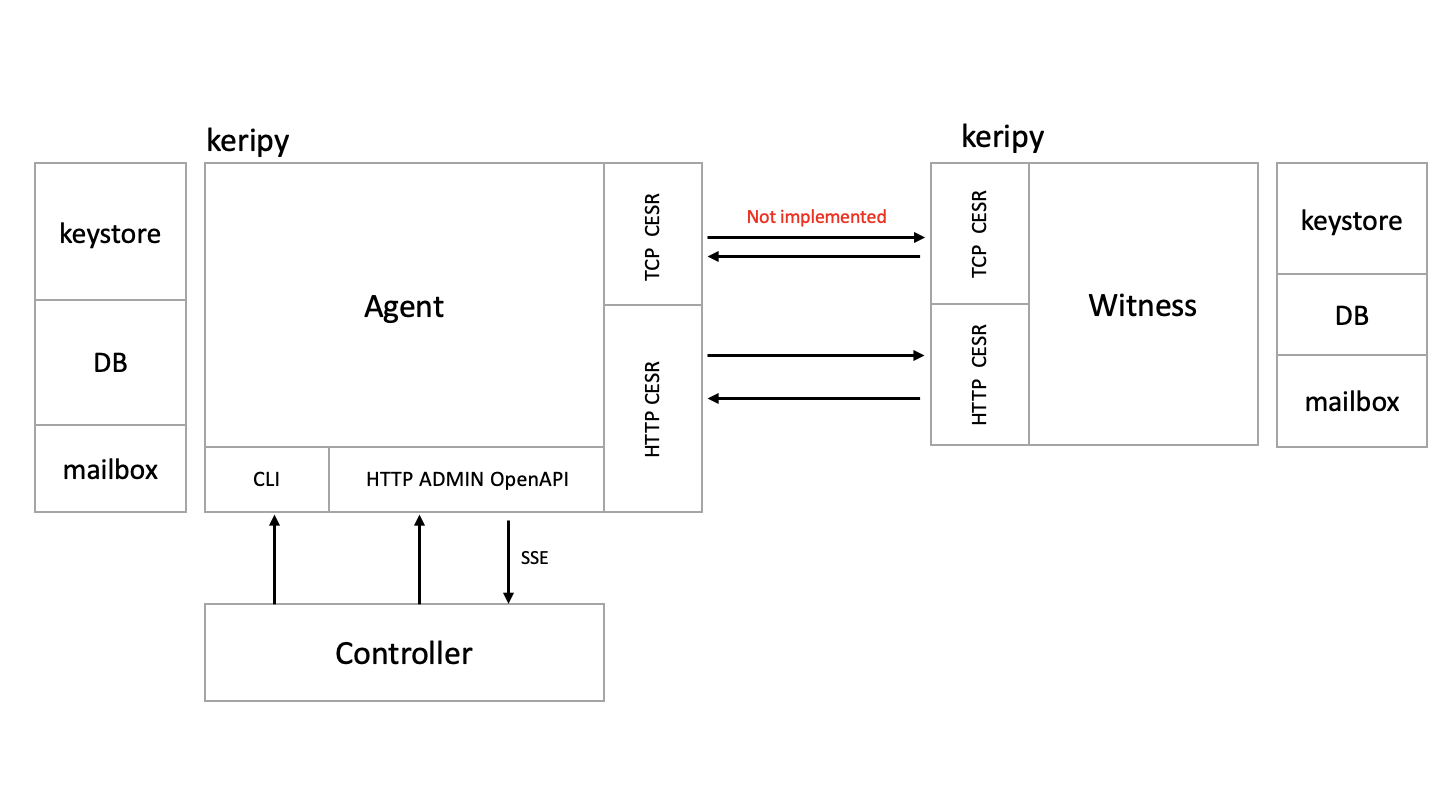 keripy
keystore
DB
mailbox
Agent
TCP CESR
HTTP CESR
CLI
HTTP ADMIN OpenAPI
SSE
Controller
Not implemented
keripy
TCP CESR
HTTP CESR
Witness
keystore
DB
mailbox